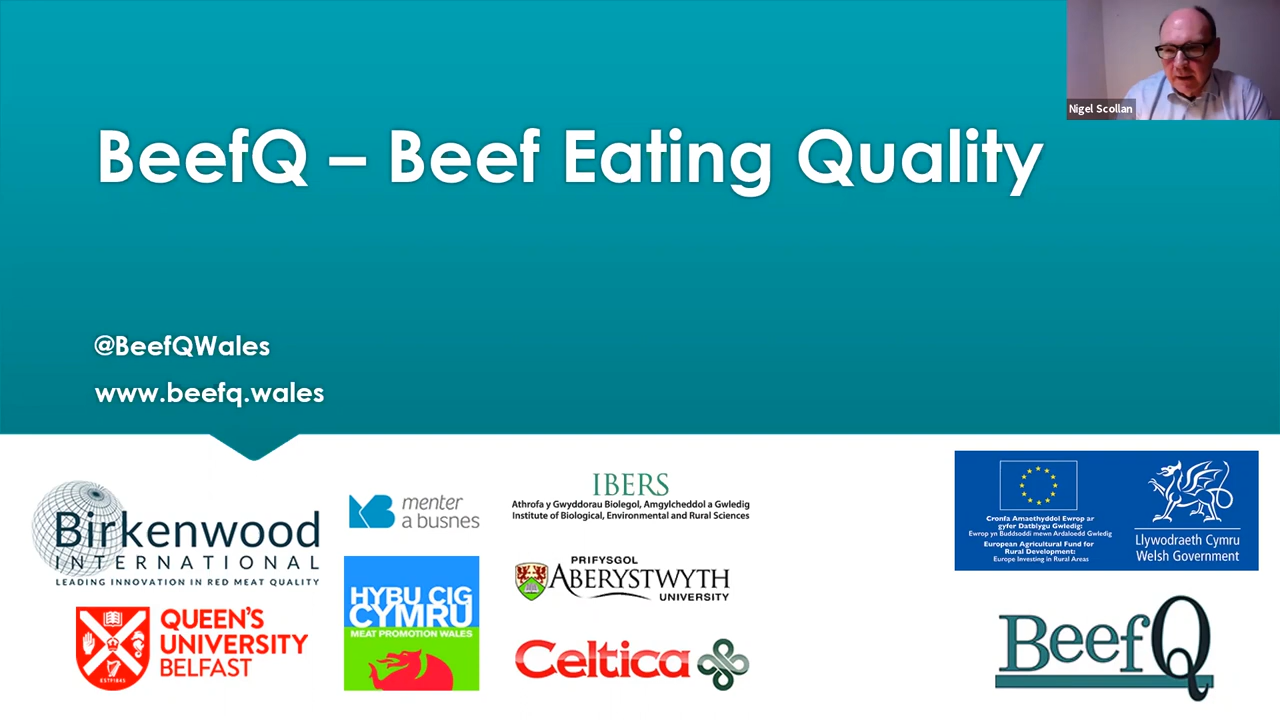 Nigel Scollan
BeefQ – Beef Eating Quality
@BeefQWales
www.beefq.wales
Birkenwood
INTERNATIONAL
LEADING INNOVATION IN RED MEAT QUALITY
QUEEN'S
UNIVERSITY
BELFAST
ESTD1845
menter
a busnes
HYBU CIG
CYMRU
MEAT PROMOTION WALES
IBERS
Athrofa y Gwyddorau Biolegol, Amgylcheddol a Gwledig
Institute of Biological, Environmental and Rural Sciences
PRIFYSGOL
ABERYSTWYTH
UNIVERSITY
Celtica
Cronfa Amaethyddol Ewrop ar
gyfer Datblygu Gwledig:
Ewrop yn Buddsoddi mewn Ardaloedd Gwledig
European Agricultural Fund for
Rural Development:
Europe Investing in Rural Areas
Llywodraeth Cymru
Welsh Government
BeefQ